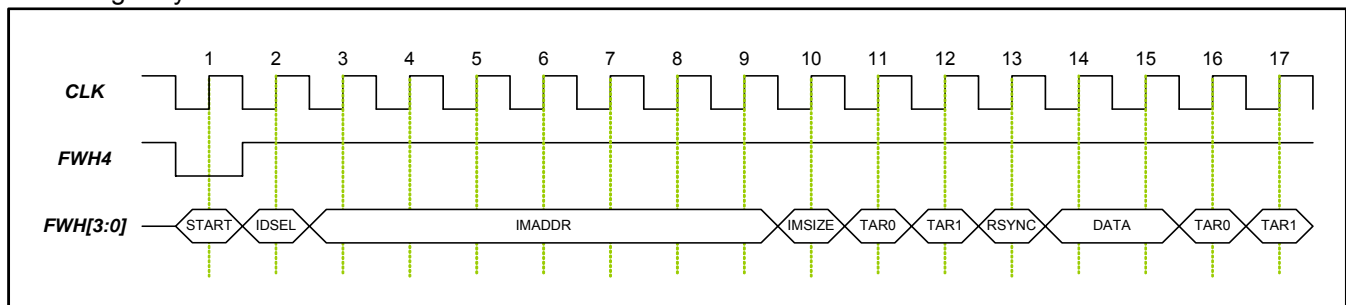 1 2 3 4 5 6 7 8 9 10 11 12 13 14 15 16 17
CLK
FWH4
FWH[3:0] START IDSEL IMADDR IMSIZE TAR0 TAR1 RSYNC DATA TAR0 TAR1